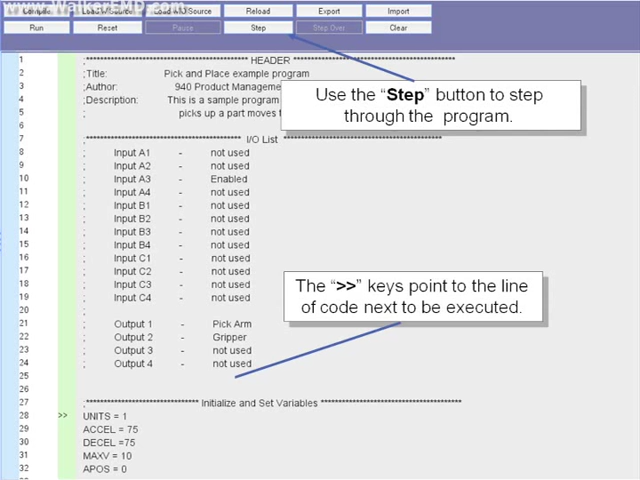 www.WalkerEMD.com
Compile Load W/Source Load W/O Source Reload Export Import
Run Reset Pause Step Step Over Clear
1 ;**************************************** HEADER ****************************************
2 ;Title: Pick and Place example program
3 ;Author: 940 Product Manageme
4 ;Description: This is a sample program
5 ; picks up a part moves t
Use the “Step” button to step
through the program.
6
7 ;**************************************** I/O List ****************************************
8 ; Input A1 - not used
9 ; Input A2 - not used
10 ; Input A3 - Enabled
11 ; Input A4 - not used
12 ; Input B1 - not used
13 ; Input B2 - not used
14 ; Input B3 - not used
15 ; Input B4 - not used
16 ; Input C1 - not used
17 ; Input C2 - not used
18 ; Input C3 - not used
19 ; Input C4 - not used
The “>>” keys point to the line
of code next to be executed.
20 ;
21 ; Output 1 - Pick Arm
22 ; Output 2 - Gripper
23 ; Output 3 - not used
24 ; Output 4 - not used
25
26
27 ;***************************** Initialize and Set Variables ************************************
28 >> UNITS = 1
29 ACCEL = 75
30 DECEL =75
31 MAXV = 10
32 APOS = 0